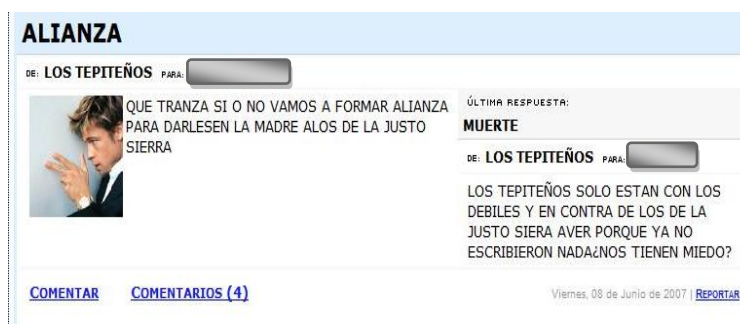 ALIANZA
DE: LOS TEPITEÑOS PARA:
QUE TRANZA SI O NO VAMOS A FORMAR ALIANZA
PARA DARLESEN LA MADRE ALOS DE LA JUSTO
SIERRA
ÚLTIMA RESPUESTA:
MUERTE
DE: LOS TEPITEÑOS PARA:
LOS TEPITEÑOS SOLO ESTAN CON LOS
DEBILES Y EN CONTRA DE LOS DE LA
JUSTO SIERA AVER PORQUE YA NO
ESCRIBIERON NADA¿NOS TIENEN MIEDO?
COMENTAR COMENTARIOS (4)
Viernes, 08 de Junio de 2007 | REPORTAR